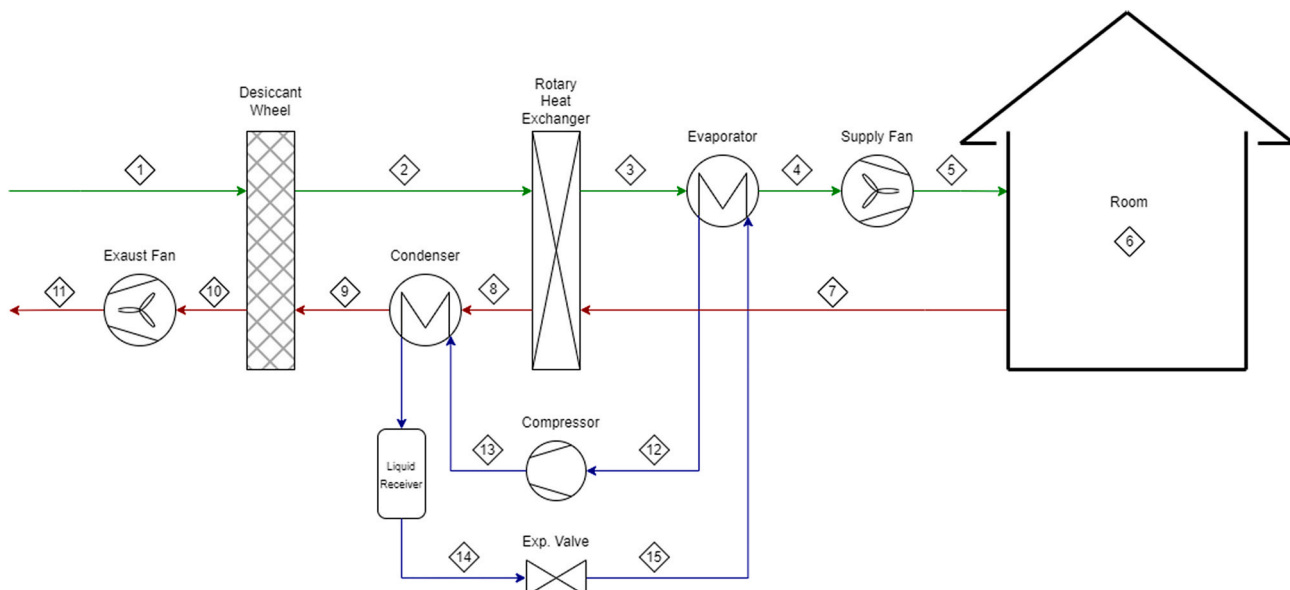 Desiccant
Wheel
Rotary
Heat
Exchanger
Evaporator
Supply Fan
1
2
3
4
5
Room
6
Exaust Fan
Condenser
11
10
9
8
7
Liquid
Receiver
Compressor
13
12
Exp. Valve
14
15